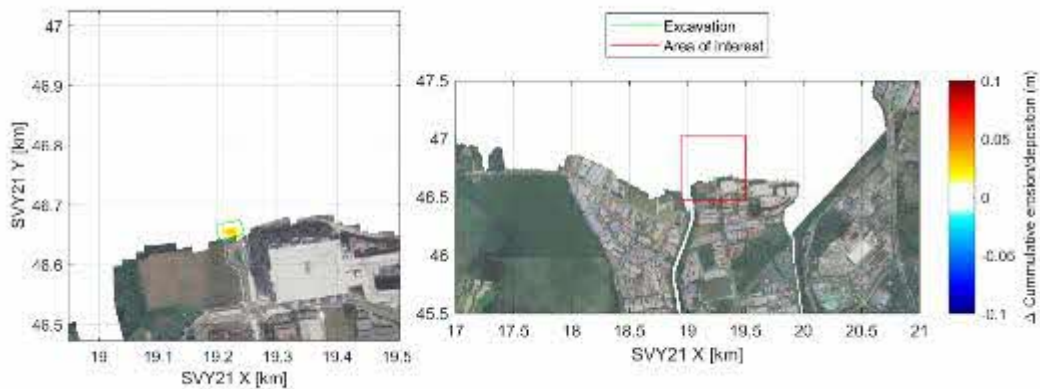 Excavation
Area of interest
47
46.9
46.8
46.7
46.6
46.5
SVY21 Y [km]
19 19.1 19.2 19.3 19.4 19.5
SVY21 X [km]
47.5
47
46.5
46
45.5
17 17.5 18 18.5 19 19.5 20 20.5 21
SVY21 X [km]
0.1
0.05
0
-0.05
-0.1
Δ Cummulative erosion/deposition (m)